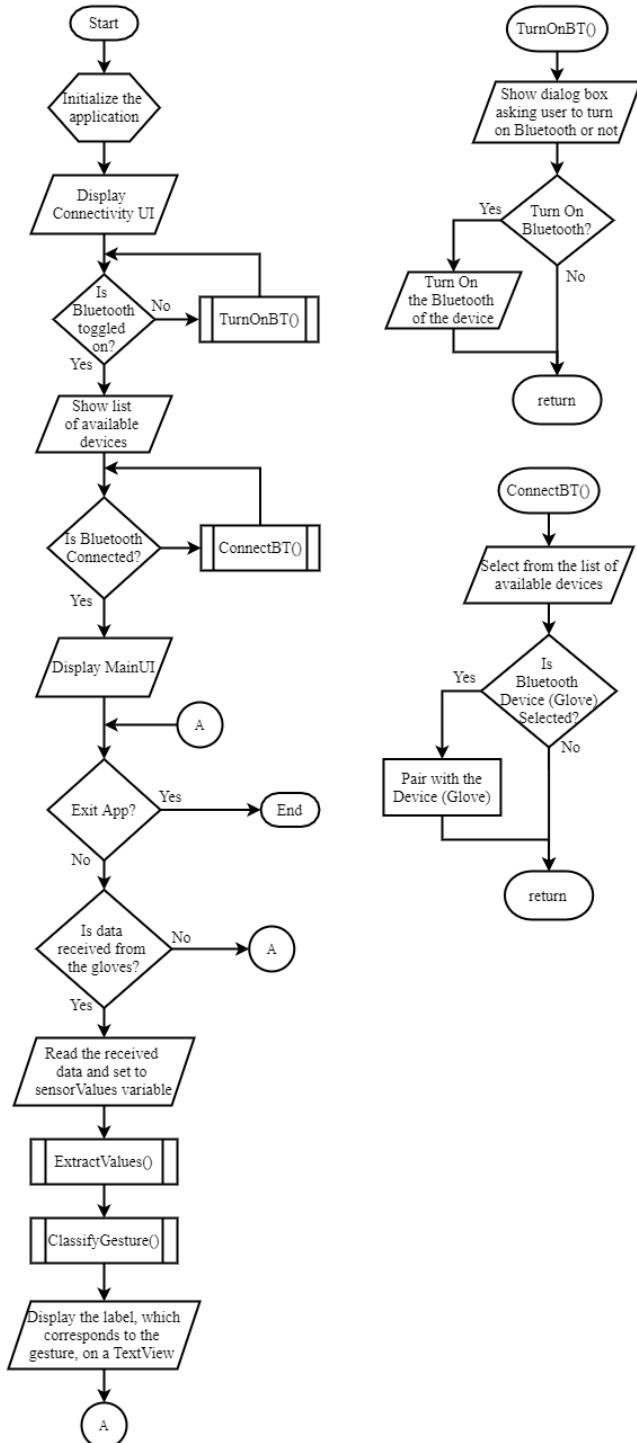 Start
Initialize the
application
Display
Connectivity UI
Is
Bluetooth
toggled
on?
No
TurnOnBT()
Yes
Show list
of available
devices
Is Bluetooth
Connected?
ConnectBT()
Yes
Display MainUI
A
Exit App?
Yes
End
No
Is data
received from
the gloves?
No
A
Yes
Read the received
data and set to
sensorValues variable
ExtractValues()
ClassifyGesture()
Display the label, which
corresponds to the
gesture, on a TextView
A
TurnOnBT()
Show dialog box
asking user to turn
on Bluetooth or not
Yes
Turn On
Bluetooth?
No
Turn On
the Bluetooth
of the device
return
ConnectBT()
Select from the list of
available devices
Yes
Is
Bluetooth
Device (Glove)
Selected?
No
Pair with the
Device (Glove)
return